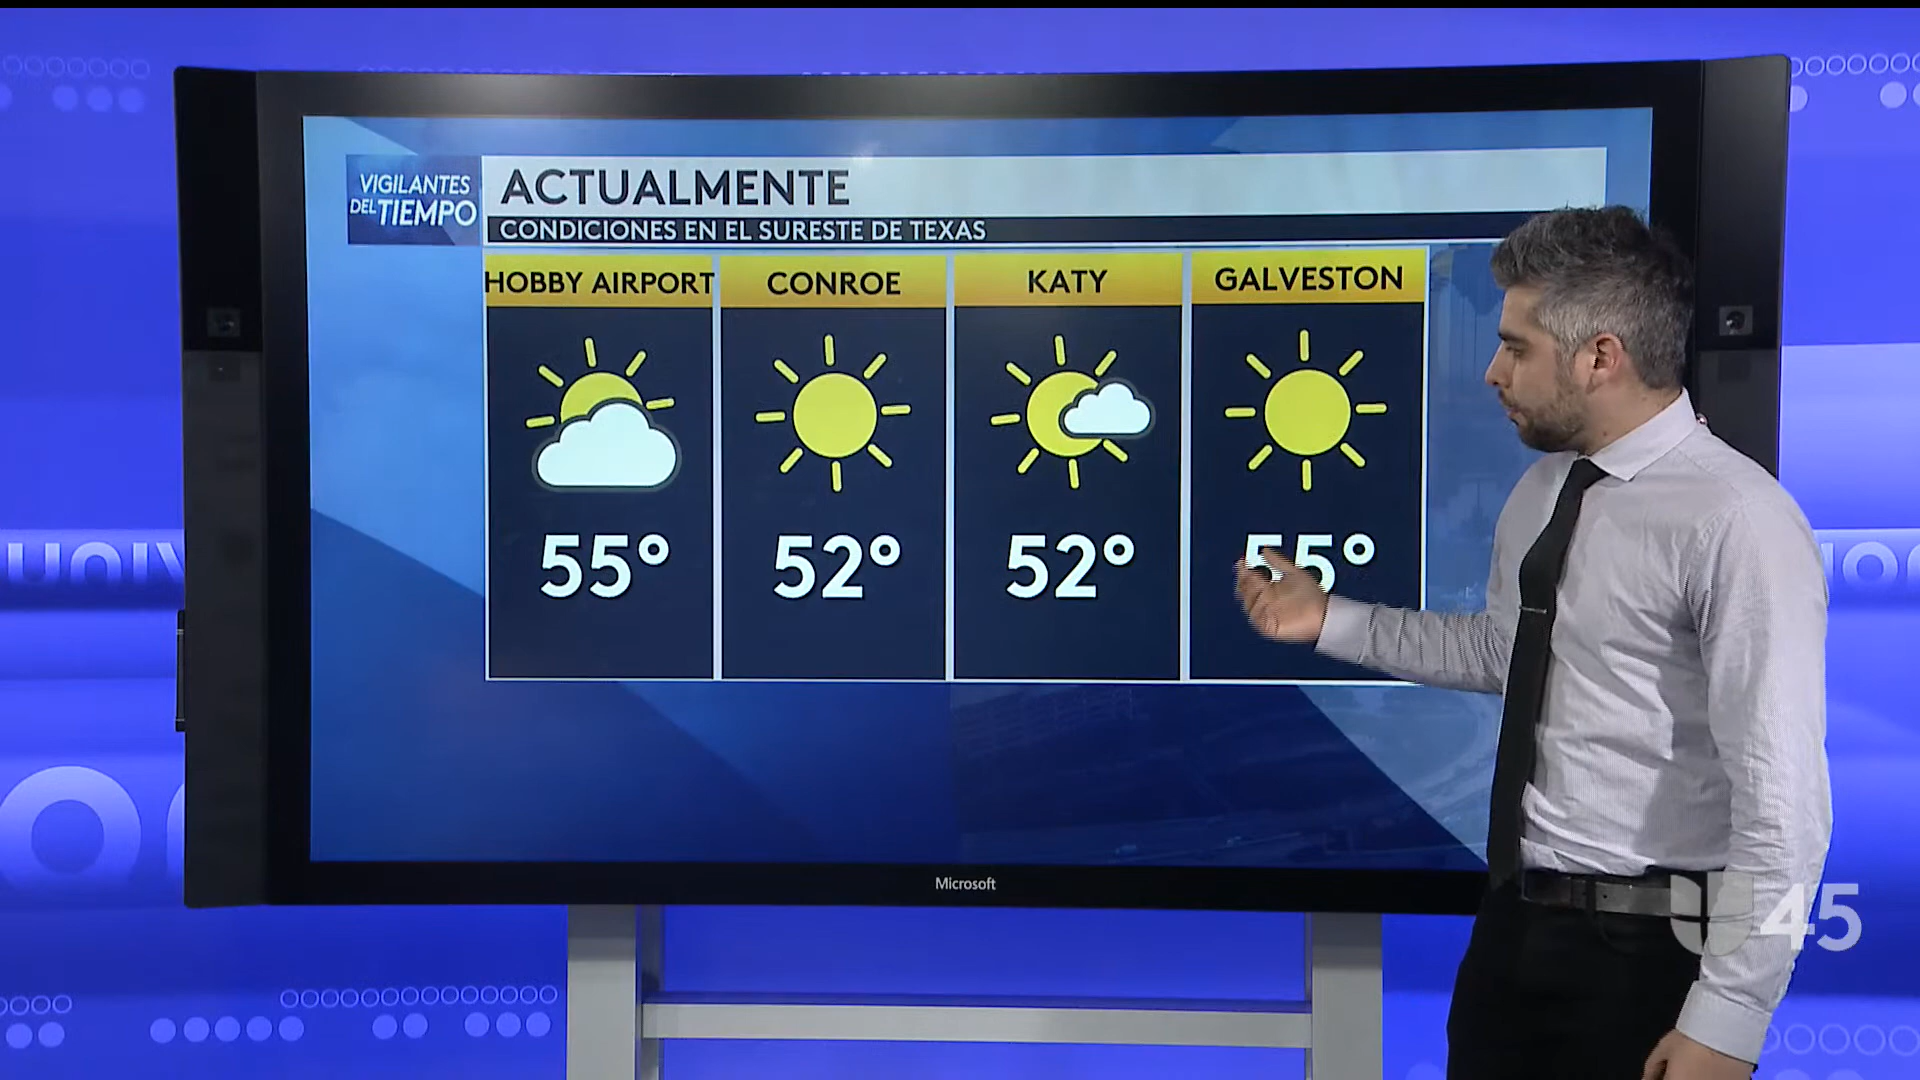 VIGILANTES
DEL TIEMPO
ACTUALMENTE
CONDICIONES EN EL SURESTE DE TEXAS
HOBBY AIRPORT
CONROE
KATY
GALVESTON
55°
52°
52°
55°
Microsoft
45